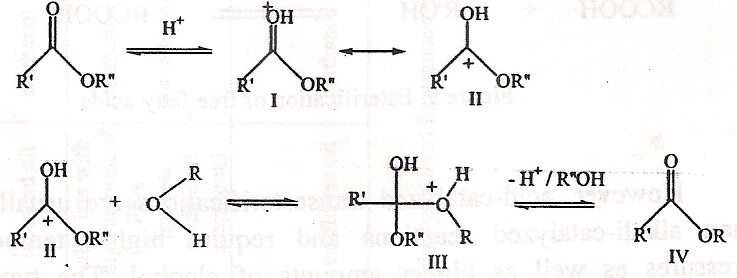 O
H⁺
+
OH
OH
+
R'
OR"
R'
OR"
R'
OR"
I
II
OH
R
OH
H
O
+
+
O
+
- H⁺ / R"OH
R'
O
R'
OR"
H
R
R'
OR
II
OR"
III
IV